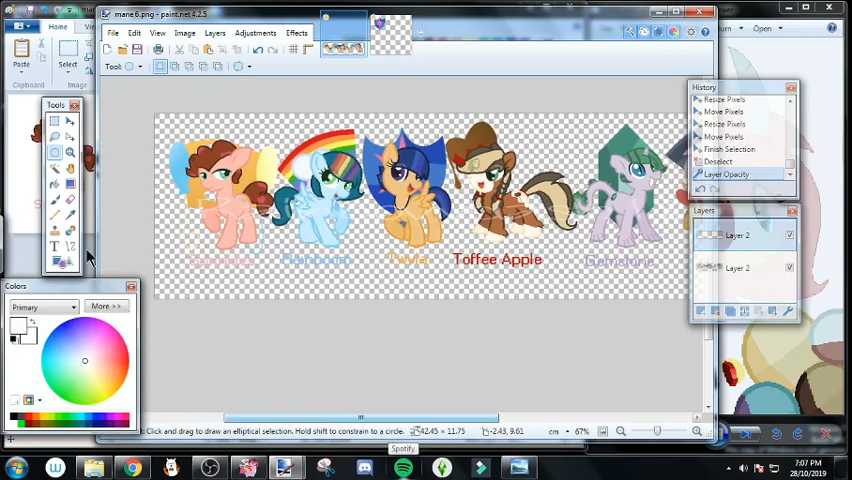 mane 6.png - paint.net 4.2.5
Home
File Edit View Image Layers Adjustments Effects
Open
Paste
Select
Clipboard
Tool:
Tools
History
Resize Pixels
Move Pixels
Resize Pixels
Move Pixels
Finish Selection
Deselect
Layer Opacity
Layers
Layer 2
Layer 2
Rainboom
Twila
Toffee Apple
Gemstone
Colors
Primary
More >>
Click and drag to draw an elliptical selection. Hold shift to constrain to a circle.
42.45 × 11.75
-2.43, 9.61
cm
67%
Spotify
7:07 PM
28/10/2019